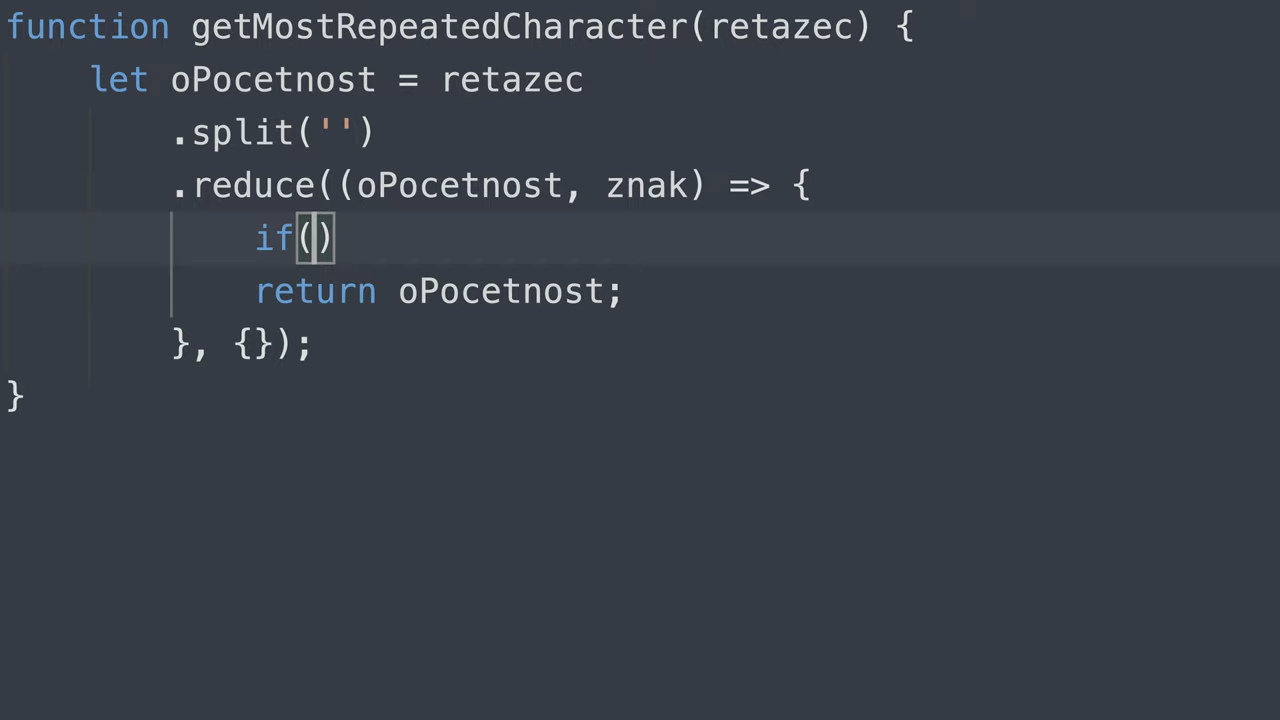 function getMostRepeatedCharacter(retazec) {
    let oPocetnost = retazec
        .split('')
        .reduce((oPocetnost, znak) => {
            if()
            return oPocetnost;
        }, {});
}